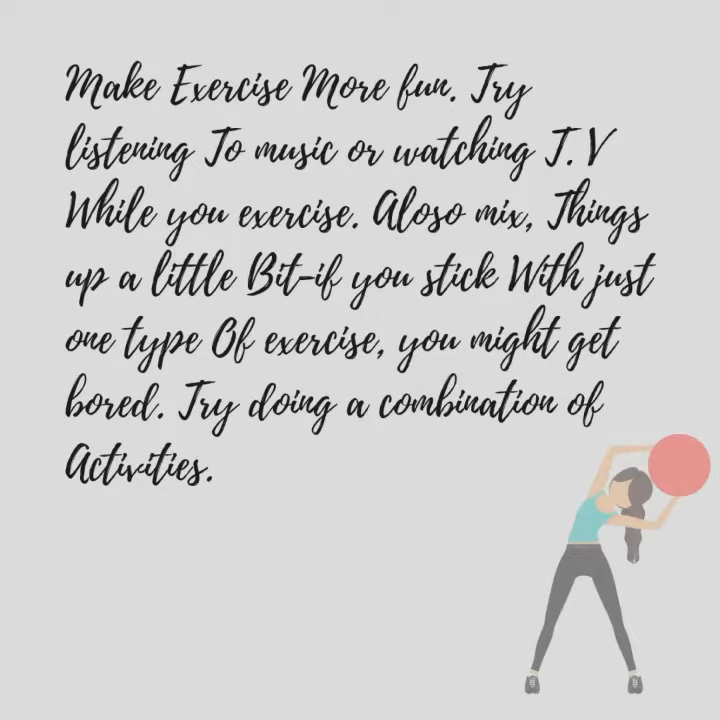 Make Exercise More fun. Try
listening To music or watching T. V
While you exercise. Aloso mix, Things
up a little Bit-if you stick With just
one type Of exercise, you might get
bored. Try doing a combination of
Activities.